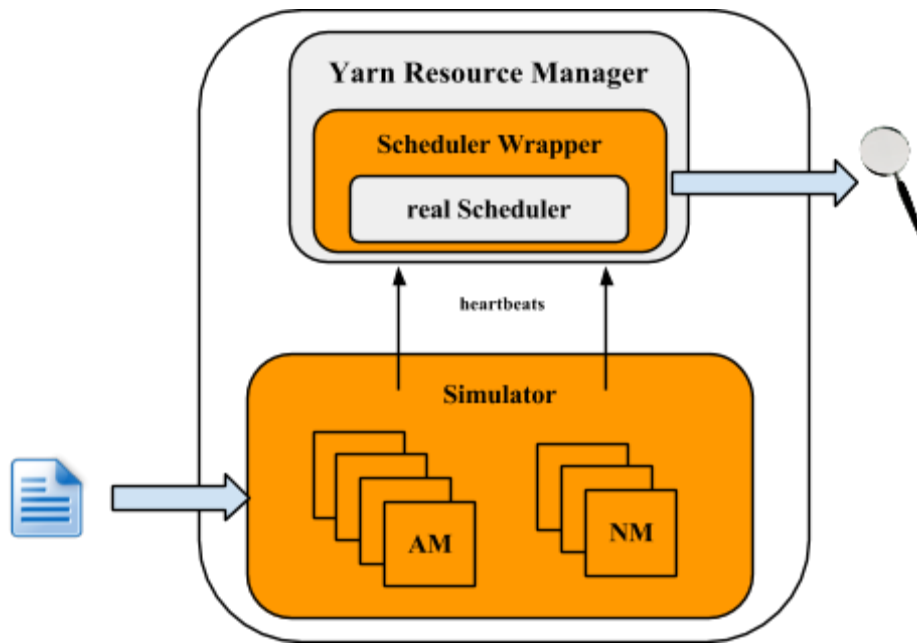 Yarn Resource Manager
Scheduler Wrapper
real Scheduler
heartbeats
Simulator
AM
NM